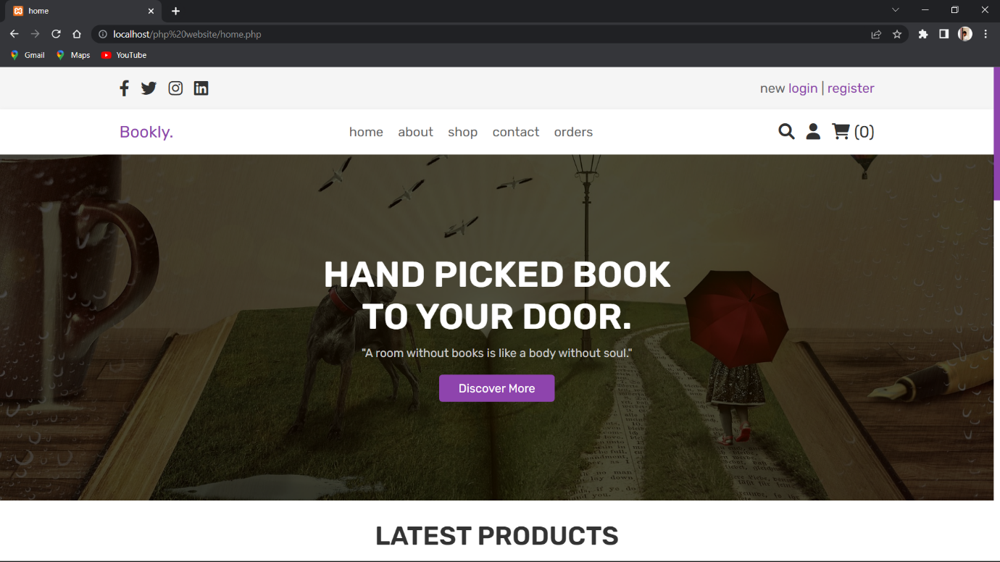 home
localhost/php%20website/home.php
Gmail Maps YouTube
new login | register
Bookly.
home about shop contact orders
(0)
HAND PICKED BOOK
TO YOUR DOOR.
"A room without books is like a body without soul."
Discover More
LATEST PRODUCTS